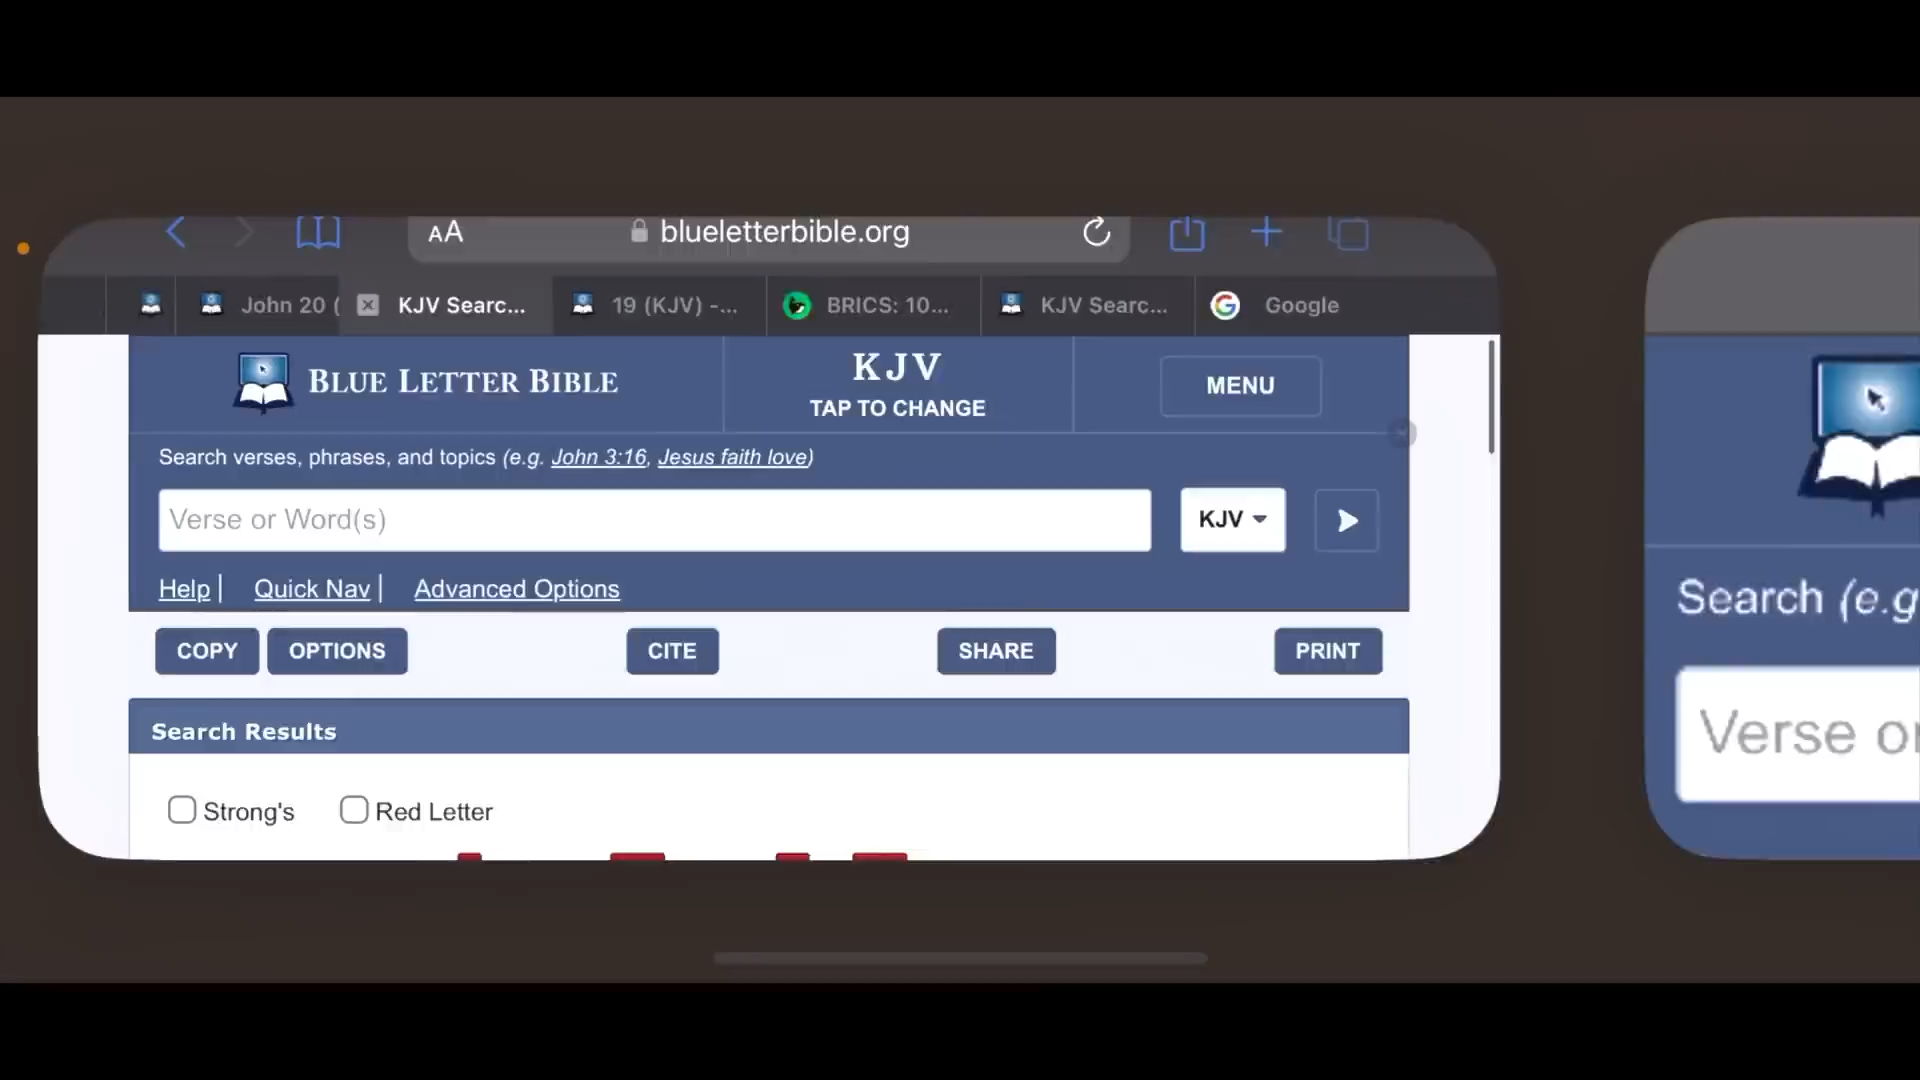 AA blueletterbible.org
John 20 ( KJV Searc... 19 (KJV) -... BRICS: 10... KJV Searc... Google
BLUE LETTER BIBLE
KJV
TAP TO CHANGE
MENU
Search verses, phrases, and topics (e.g. John 3:16, Jesus faith love)
Verse or Word(s)
KJV
Help | Quick Nav | Advanced Options
COPY OPTIONS CITE SHARE PRINT
Search Results
Strong's Red Letter
Search (e.g
Verse or